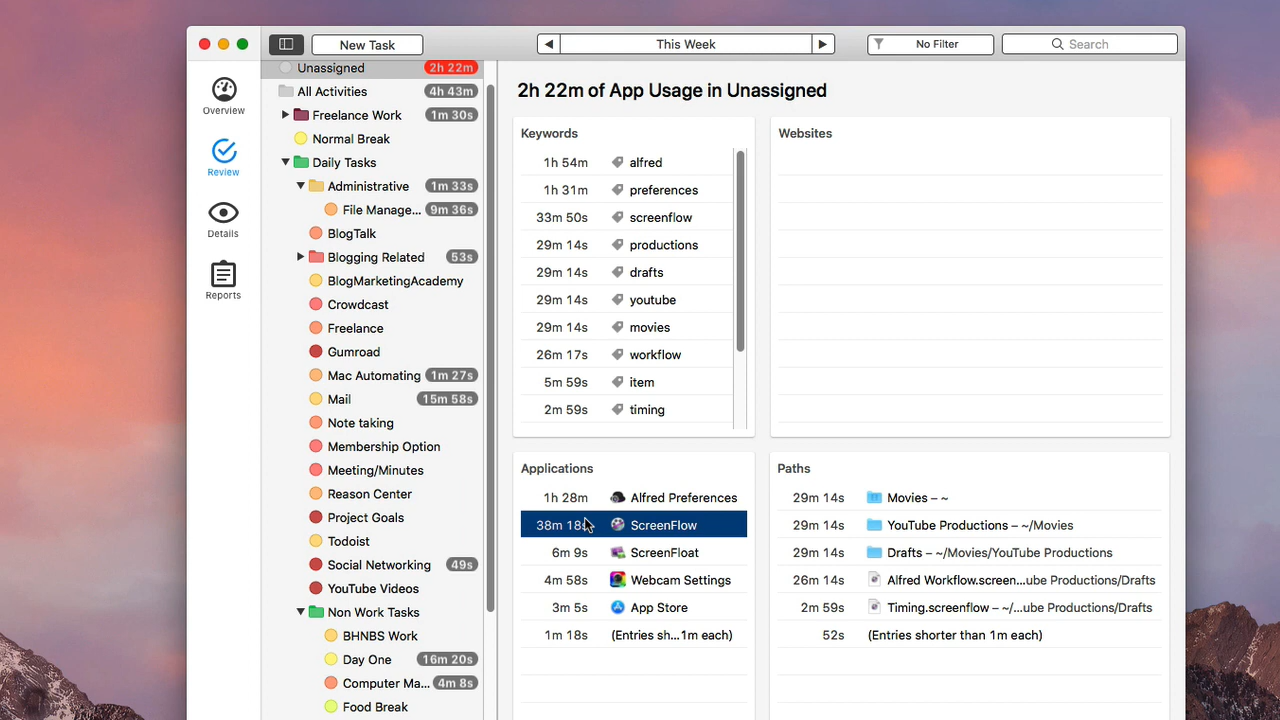 New Task
This Week
No Filter
Search
Overview
Review
Details
Reports
Unassigned 2h 22m
All Activities 4h 43m
Freelance Work 1m 30s
Normal Break
Daily Tasks
Administrative 1m 33s
File Manage... 9m 36s
BlogTalk
Blogging Related 53s
BlogMarketingAcademy
Crowdcast
Freelance
Gumroad
Mac Automating 1m 27s
Mail 15m 58s
Note taking
Membership Option
Meeting/Minutes
Reason Center
Project Goals
Todoist
Social Networking 49s
YouTube Videos
Non Work Tasks
BHNBS Work
Day One 16m 20s
Computer Ma... 4m 8s
Food Break
2h 22m of App Usage in Unassigned
Keywords
1h 54m alfred
1h 31m preferences
33m 50s screenflow
29m 14s productions
29m 14s drafts
29m 14s youtube
29m 14s movies
26m 17s workflow
5m 59s item
2m 59s timing
Websites
Applications
1h 28m Alfred Preferences
38m 18s ScreenFlow
6m 9s ScreenFloat
4m 58s Webcam Settings
3m 5s App Store
1m 18s (Entries sh...1m each)
Paths
29m 14s Movies – ~
29m 14s YouTube Productions – ~/Movies
29m 14s Drafts – ~/Movies/YouTube Productions
26m 14s Alfred Workflow.screen...ube Productions/Drafts
2m 59s Timing.screenflow – ~/...ube Productions/Drafts
52s (Entries shorter than 1m each)